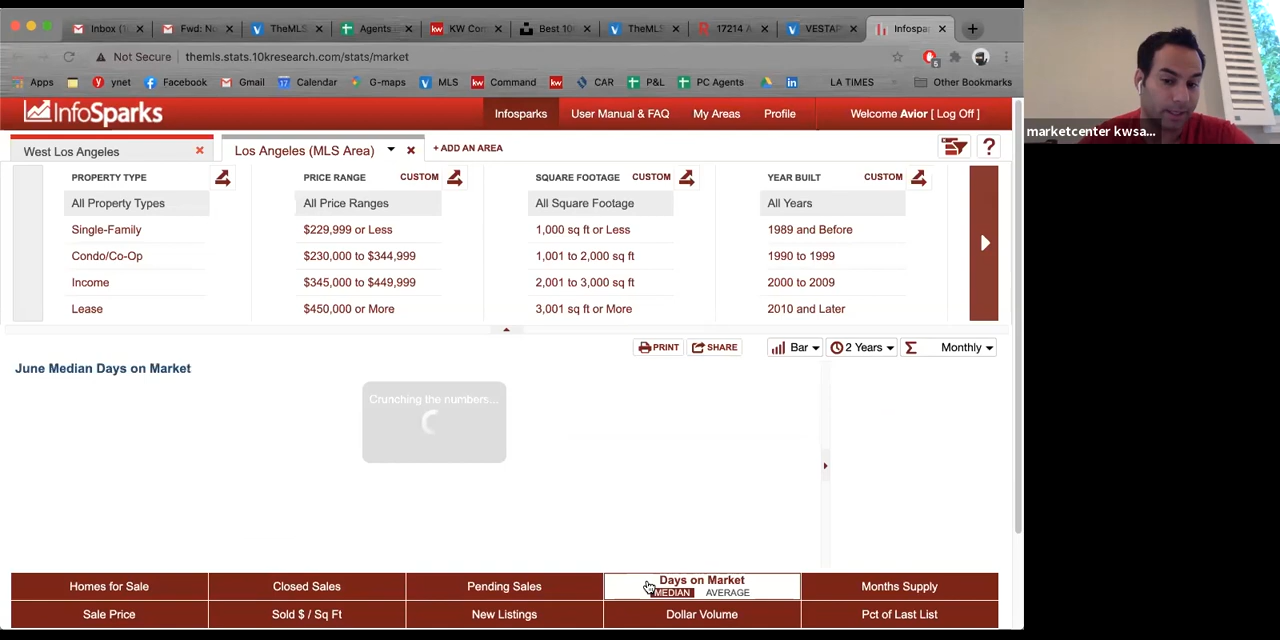 Inbox (1
Fwd: No
TheMLS
Agents
KW Com
Best 10
TheMLS
17214 A
VESTAP
Infospar
Not Secure
themls.stats.10kresearch.com/stats/market
Apps
ynet
Facebook
Gmail
Calendar
G-maps
MLS
Command
CAR
P&L
PC Agents
LA TIMES
Other Bookmarks
InfoSparks
Infosparks
User Manual & FAQ
My Areas
Profile
Welcome Avior [ Log Off ]
marketcenter kwsa...
West Los Angeles
Los Angeles (MLS Area)
+ ADD AN AREA
PROPERTY TYPE
All Property Types
Single-Family
Condo/Co-Op
Income
Lease
PRICE RANGE CUSTOM
All Price Ranges
$229,999 or Less
$230,000 to $344,999
$345,000 to $449,999
$450,000 or More
SQUARE FOOTAGE CUSTOM
All Square Footage
1,000 sq ft or Less
1,001 to 2,000 sq ft
2,001 to 3,000 sq ft
3,001 sq ft or More
YEAR BUILT CUSTOM
All Years
1989 and Before
1990 to 1999
2000 to 2009
2010 and Later
PRINT
SHARE
Bar
2 Years
Monthly
June Median Days on Market
Crunching the numbers...
Homes for Sale
Closed Sales
Pending Sales
Days on Market
MEDIAN AVERAGE
Months Supply
Sale Price
Sold $ / Sq Ft
New Listings
Dollar Volume
Pct of Last List